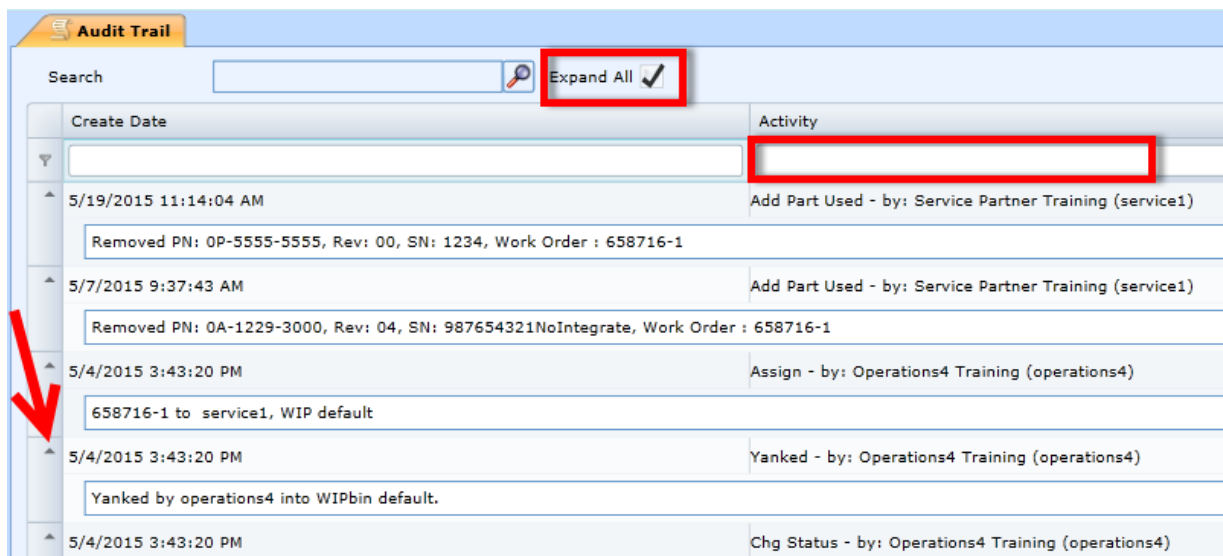 Audit Trail
Search Expand All
Create Date Activity
5/19/2015 11:14:04 AM Add Part Used - by: Service Partner Training (service1)
Removed PN: 0P-5555-5555, Rev: 00, SN: 1234, Work Order : 658716-1
5/7/2015 9:37:43 AM Add Part Used - by: Service Partner Training (service1)
Removed PN: 0A-1229-3000, Rev: 04, SN: 987654321NoIntegrate, Work Order : 658716-1
5/4/2015 3:43:20 PM Assign - by: Operations4 Training (operations4)
658716-1 to service1, WIP default
5/4/2015 3:43:20 PM Yanked - by: Operations4 Training (operations4)
Yanked by operations4 into WIPbin default.
5/4/2015 3:43:20 PM Chg Status - by: Operations4 Training (operations4)